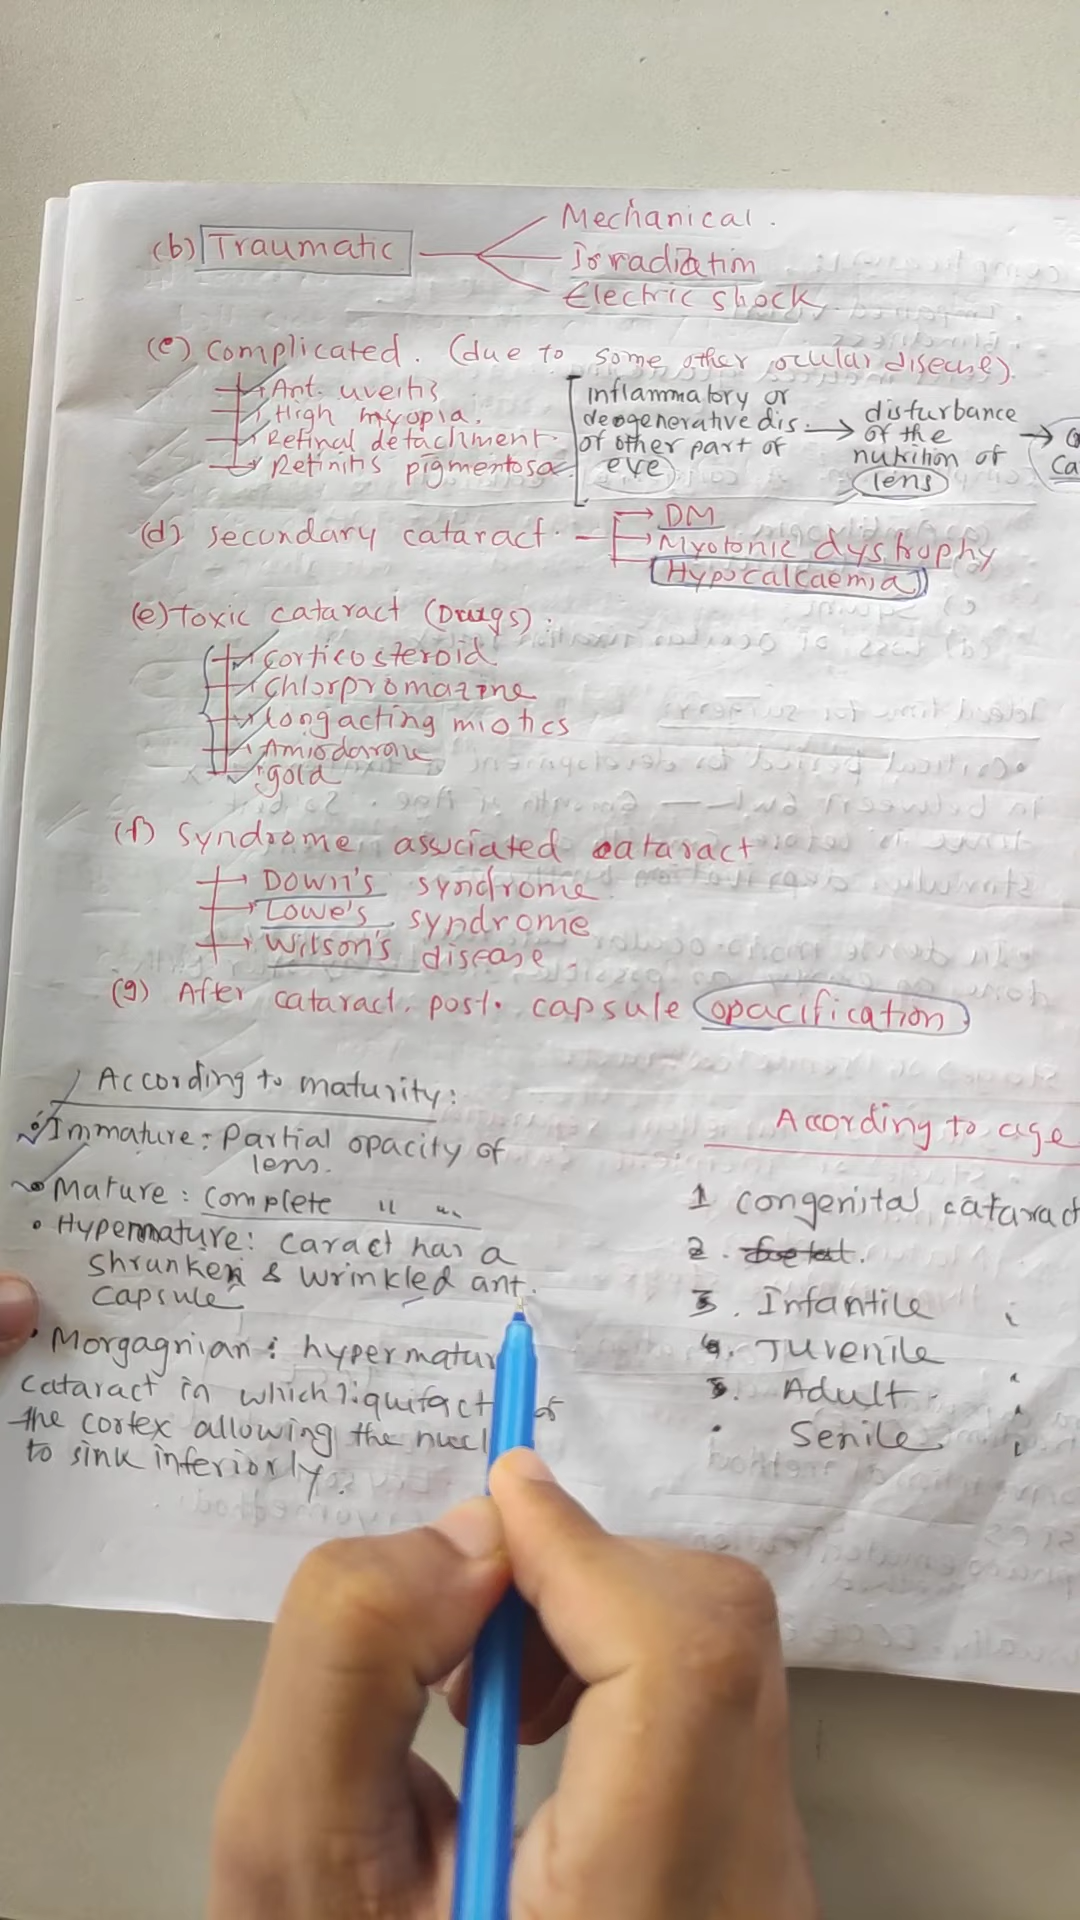 (b) Traumatic
Mechanical.
Irradiation
Electric shock
(c) complicated. (due to some other ocular disease).
Ant. uveitis
High myopia.
Retinal detachment.
Retinitis pigmentosa
inflammatory or
deogenerative dis.
of other part of
eye
disturbance
of the
nutrition of
lens
(d) secondary cataract.
DM
Myotonic dystrophy
Hypocalcaemia
(e) Toxic cataract (Drugs).
corticosteroid
chlorpromazine
longacting miotics
Amiodarone
gold
(f) syndrome associated cataract
Down's syndrome
Lowe's syndrome
Wilson's disease.
(g) After cataract. post. capsule opacification.
According to maturity:
Immature: Partial opacity of
lens.
Mature: complete " "
• Hypermature: caract has a
shrunken & wrinkled ant.
capsule
• Morgagnian: hypermatur
cataract in which liquifact of
the cortex allowing the nucl
to sink inferiorly.
According to age
1 congenital cataract
2.
3. Infantile
4. Juvenile
5. Adult
• Senile